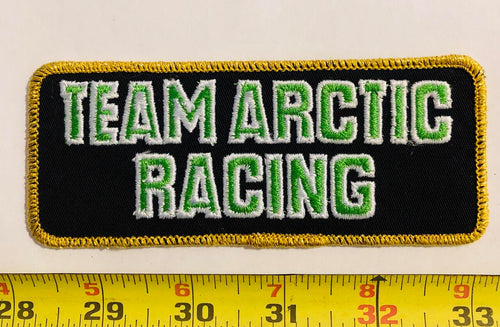 TEAM ARCTIC
RACING
4 5 6 7 8 9
28 29 30 31 32 33